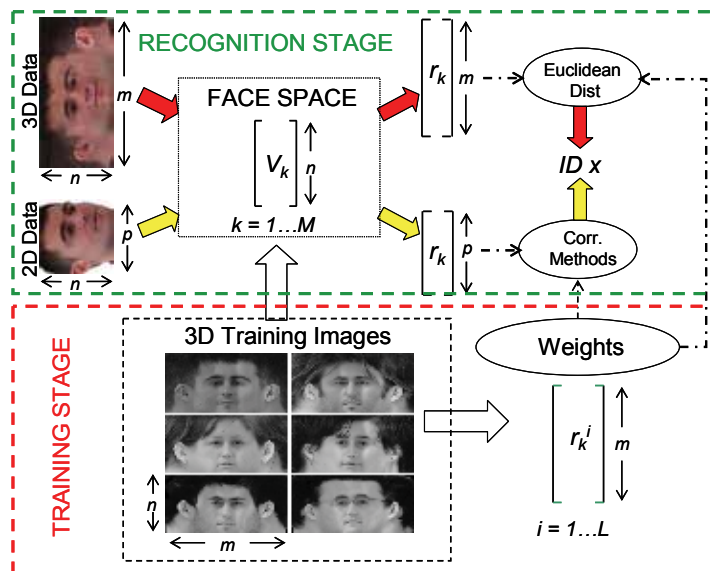 RECOGNITION STAGE
3D Data
m
n
2D Data
p
n
FACE SPACE
V_k
n
k = 1...M
r_k
m
r_k
p
Euclidean
Dist
ID x
Corr.
Methods
TRAINING STAGE
3D Training Images
n
m
Weights
r_k^i
m
i = 1...L